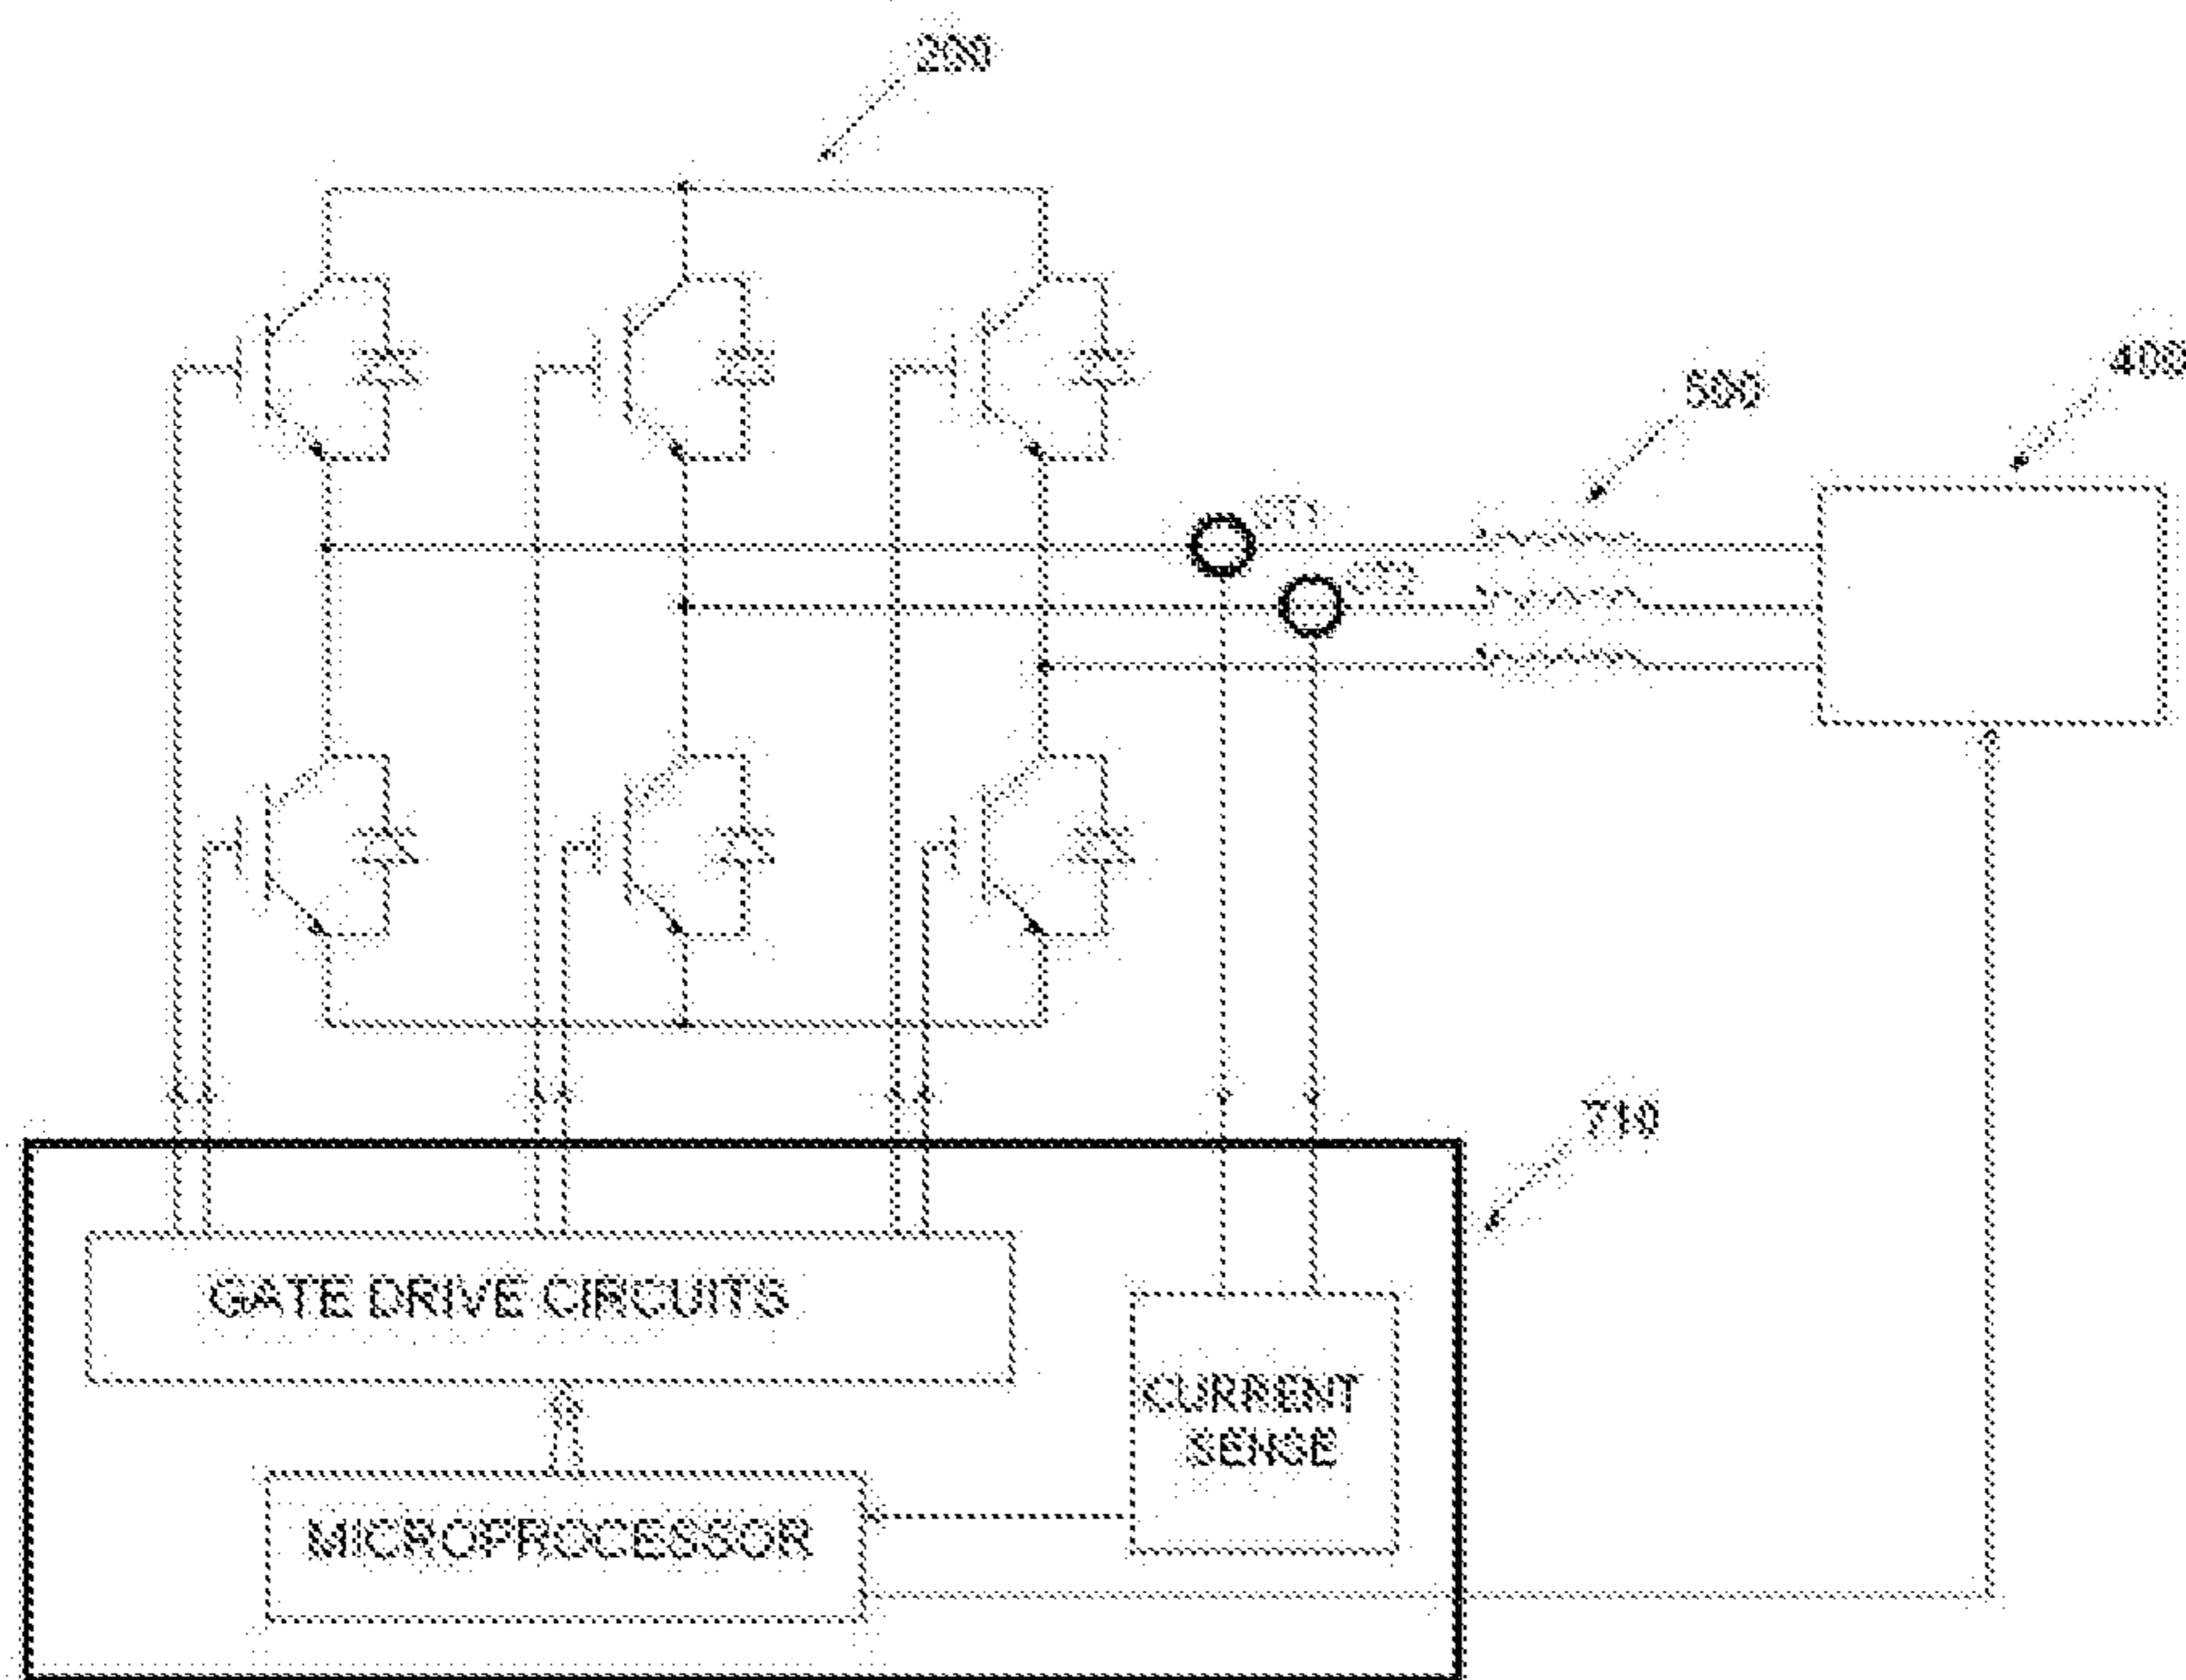 200
400
500
710
GATE DRIVE CIRCUITS
CURRENT
SENSE
MICROPROCESSOR